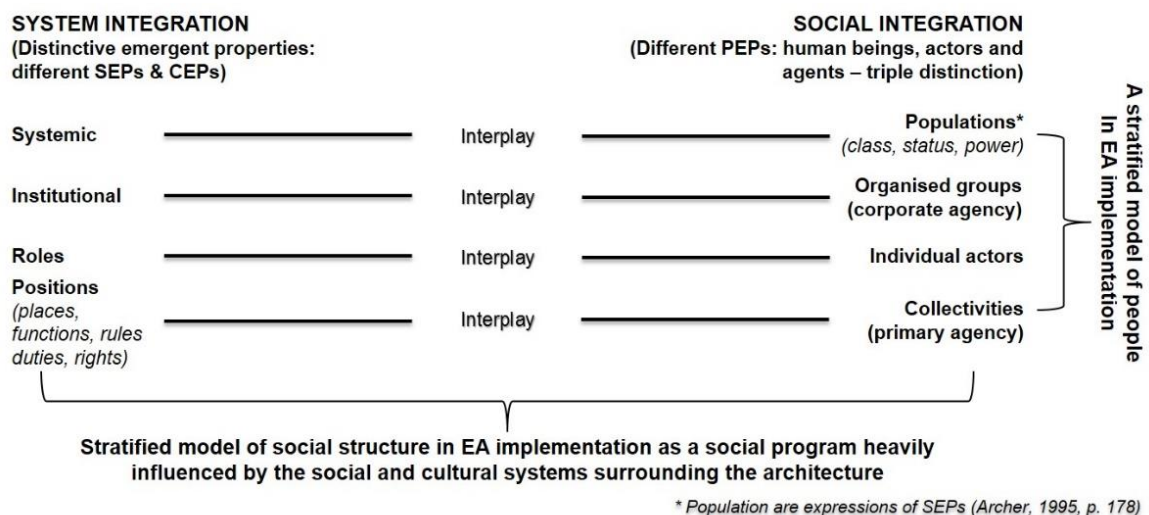 SYSTEM INTEGRATION
(Distinctive emergent properties:
different SEPs & CEPs)
SOCIAL INTEGRATION
(Different PEPs: human beings, actors and
agents – triple distinction)
Systemic
Interplay
Populations*
(class, status, power)
Institutional
Interplay
Organised groups
(corporate agency)
Roles
Interplay
Individual actors
Positions
(places,
functions, rules
duties, rights)
Interplay
Collectivities
(primary agency)
A stratified model of people
In EA implementation
Stratified model of social structure in EA implementation as a social program heavily
influenced by the social and cultural systems surrounding the architecture
* Population are expressions of SEPs (Archer, 1995, p. 178)